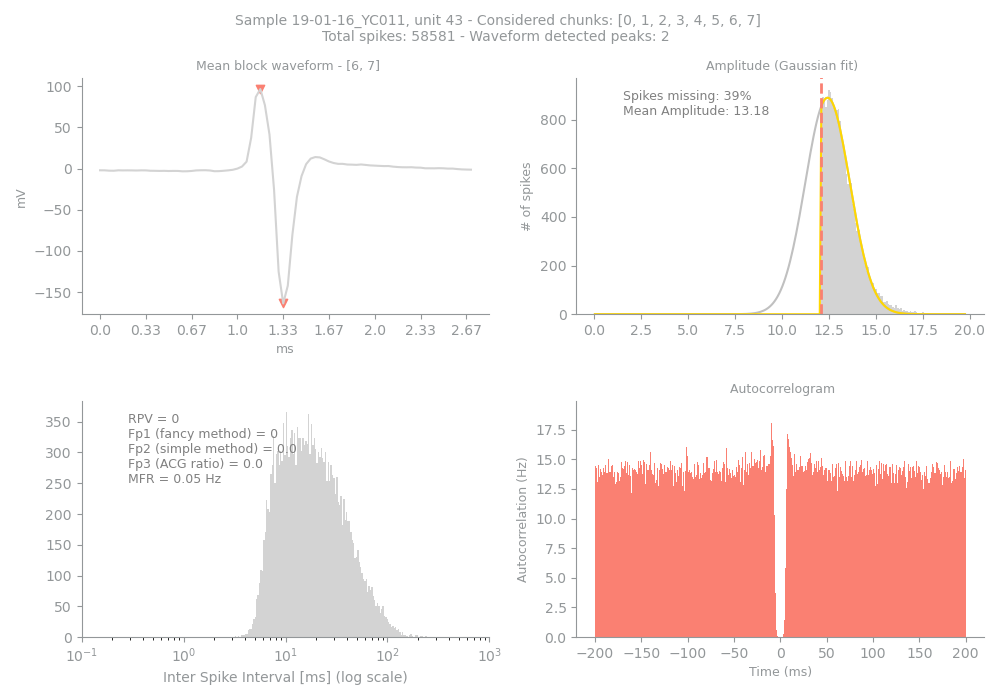 Sample 19-01-16_YC011, unit 43 - Considered chunks: [0, 1, 2, 3, 4, 5, 6, 7]
Total spikes: 58581 - Waveform detected peaks: 2
Mean block waveform - [6, 7]
100
50
0
−50
−100
−150
mV
0.0 0.33 0.67 1.0 1.33 1.67 2.0 2.33 2.67
ms
Amplitude (Gaussian fit)
Spikes missing: 39%
Mean Amplitude: 13.18
800
600
400
200
0
# of spikes
0.0 2.5 5.0 7.5 10.0 12.5 15.0 17.5 20.0
RPV = 0
Fp1 (fancy method) = 0
Fp2 (simple method) = 0.0
Fp3 (ACG ratio) = 0.0
MFR = 0.05 Hz
350
300
250
200
150
100
50
0
10⁻¹ 10⁰ 10¹ 10² 10³
Inter Spike Interval [ms] (log scale)
Autocorrelogram
17.5
15.0
12.5
10.0
7.5
5.0
2.5
0.0
Autocorrelation (Hz)
−200 −150 −100 −50 0 50 100 150 200
Time (ms)